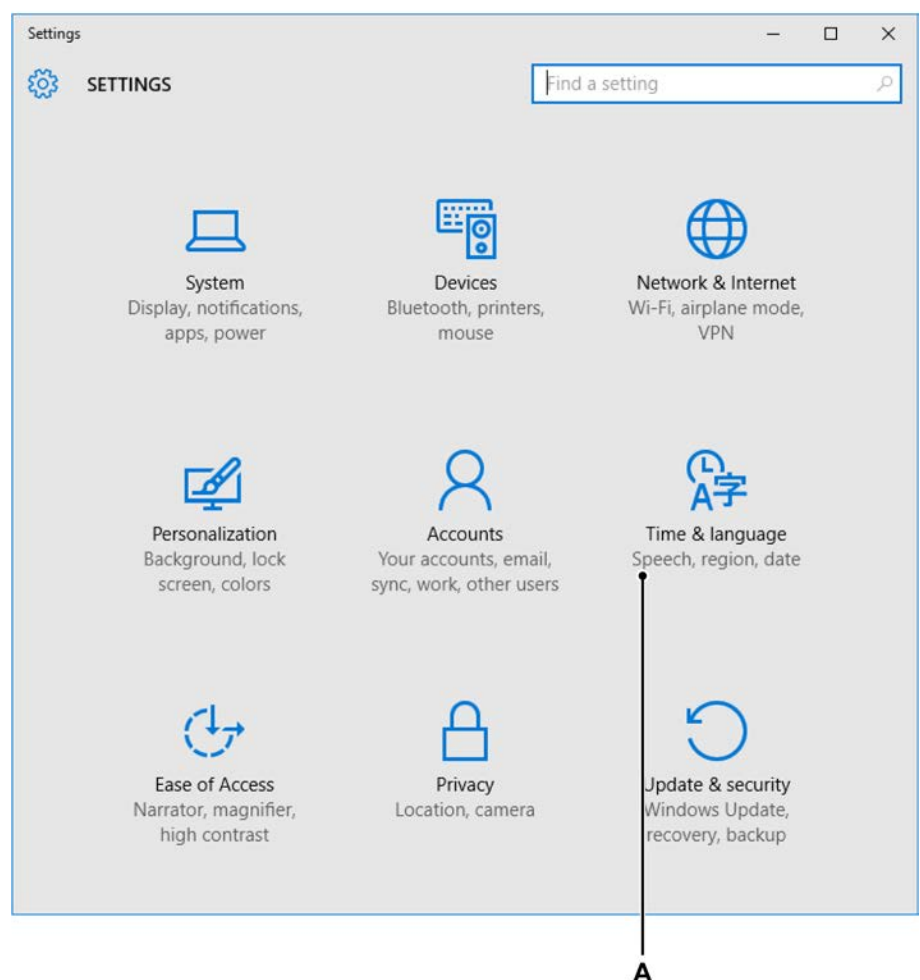 Settings
SETTINGS
Find a setting
System
Display, notifications,
apps, power
Devices
Bluetooth, printers,
mouse
Network & Internet
Wi-Fi, airplane mode,
VPN
Personalization
Background, lock
screen, colors
Accounts
Your accounts, email,
sync, work, other users
A字
Time & language
Speech, region, date
Ease of Access
Narrator, magnifier,
high contrast
Privacy
Location, camera
Update & security
Windows Update,
recovery, backup
A